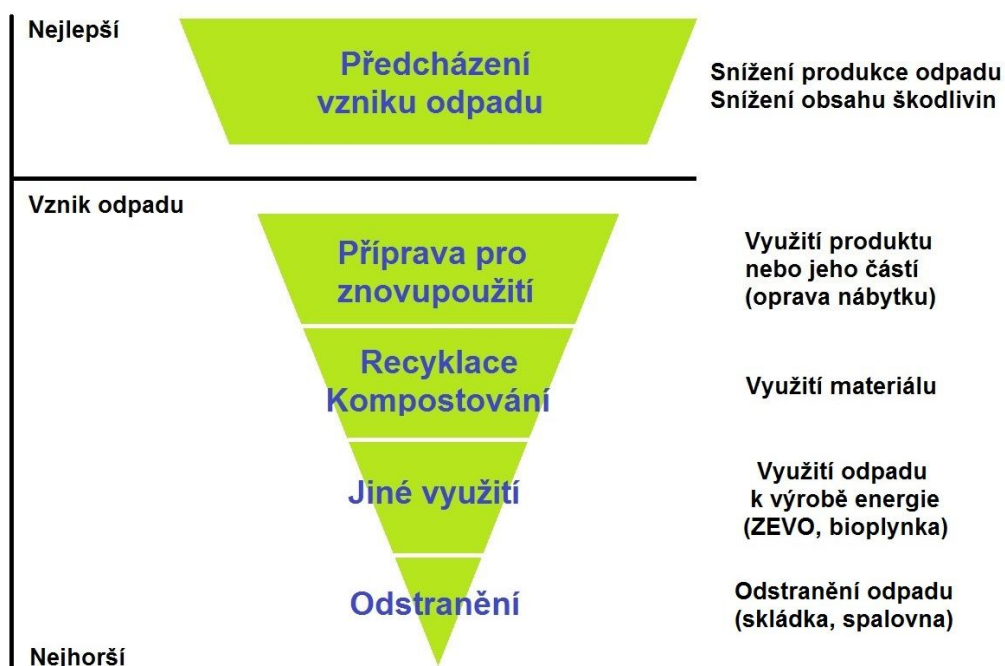 Nejlepší
Předcházení
vzniku odpadu
Snížení produkce odpadu
Snížení obsahu škodlivin
Vznik odpadu
Příprava pro
znovupoužití
Využití produktu
nebo jeho částí
(oprava nábytku)
Recyklace
Kompostování
Využití materiálu
Jiné využití
Využití odpadu
k výrobě energie
(ZEVO, bioplynka)
Odstranění
Odstranění odpadu
(skládka, spalovna)
Nejhorší